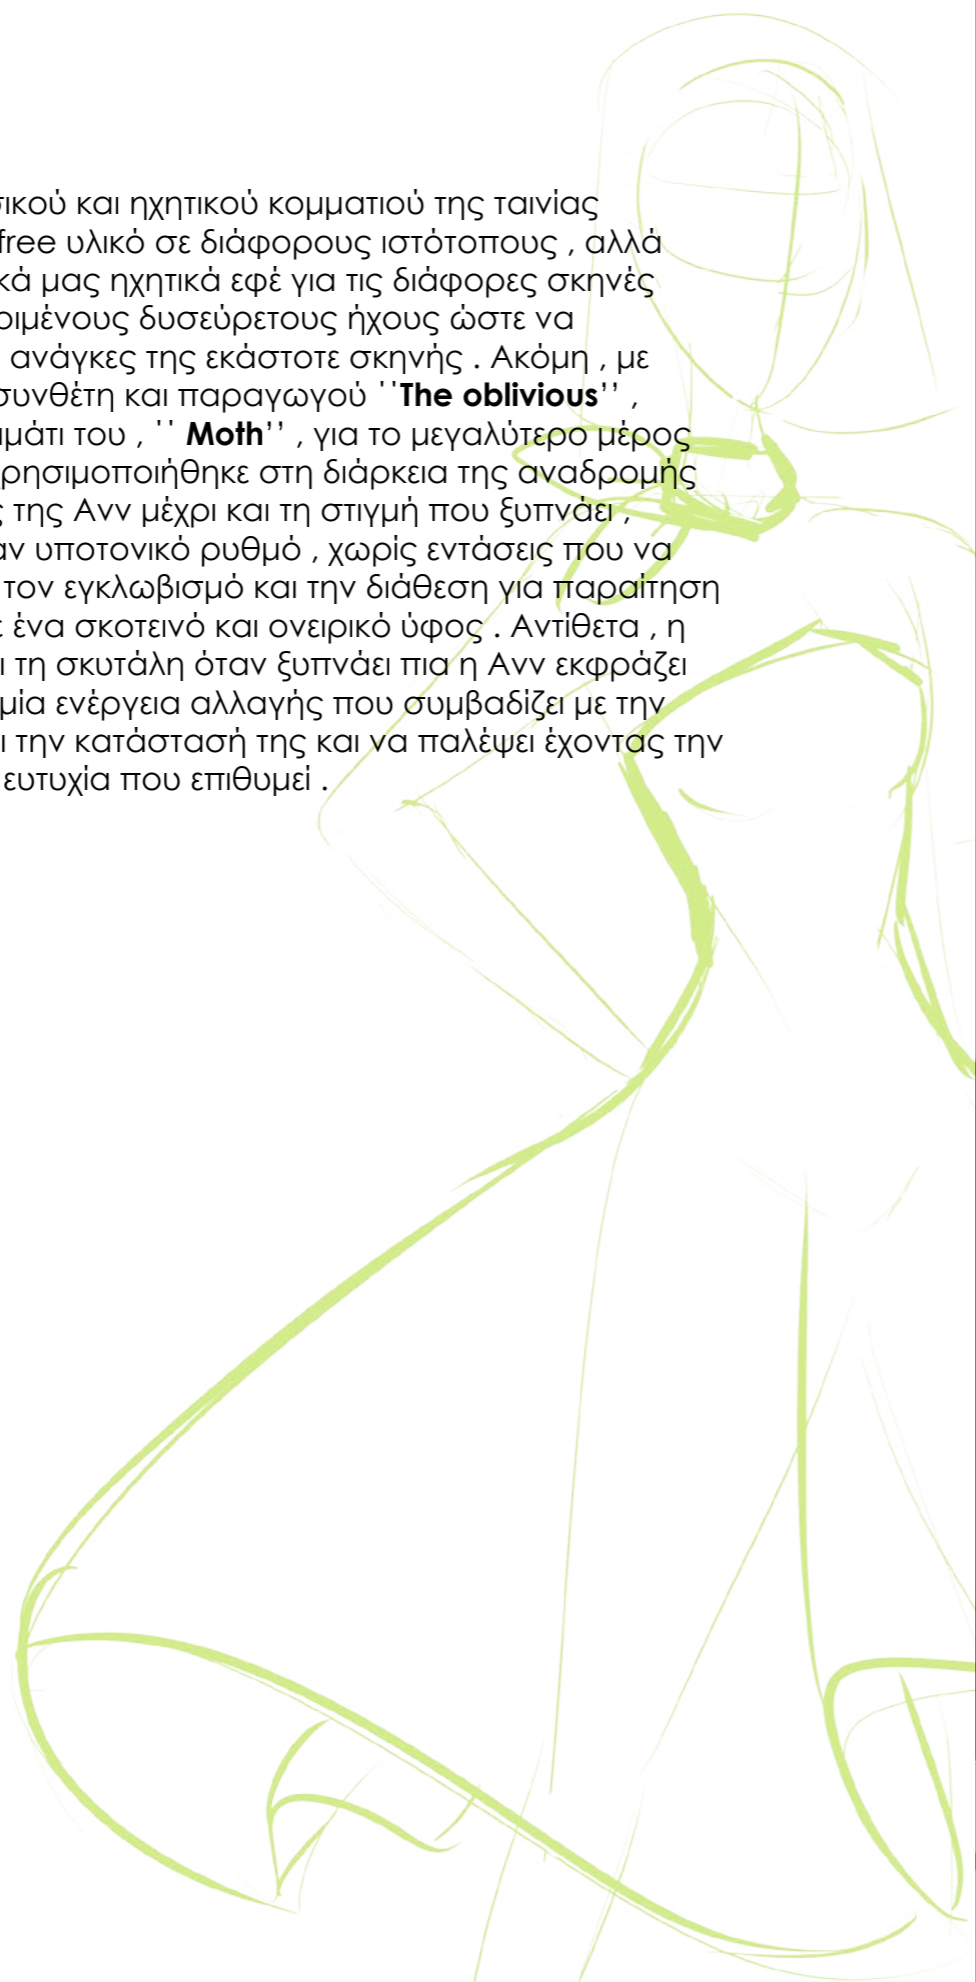 σικού και ηχητικού κομματιού της ταινίας
free υλικό σε διάφορους ιστότοπους , αλλά
κά μας ηχητικά εφέ για τις διάφορες σκηνές
ριμένους δυσεύρετους ήχους ώστε να
ανάγκες της εκάστοτε σκηνής . Ακόμη , με
συνθέτη και παραγωγού ΄΄The oblivious’’ ,
μμάτι του , ΄΄ Moth’’ , για το μεγαλύτερο μέρος
χρησιμοποιήθηκε στη διάρκεια της αναδρομής
ς της Ανν μέχρι και τη στιγμή που ξυπνάει ,
αν υποτονικό ρυθμό , χωρίς εντάσεις που να
τον εγκλωβισμό και την διάθεση για παραίτηση
ε ένα σκοτεινό και ονειρικό ύφος . Αντίθετα , η
ι τη σκυτάλη όταν ξυπνάει πια η Ανν εκφράζει
μία ενέργεια αλλαγής που συμβαδίζει με την
ι την κατάστασή της και να παλέψει έχοντας την
ευτυχία που επιθυμεί .